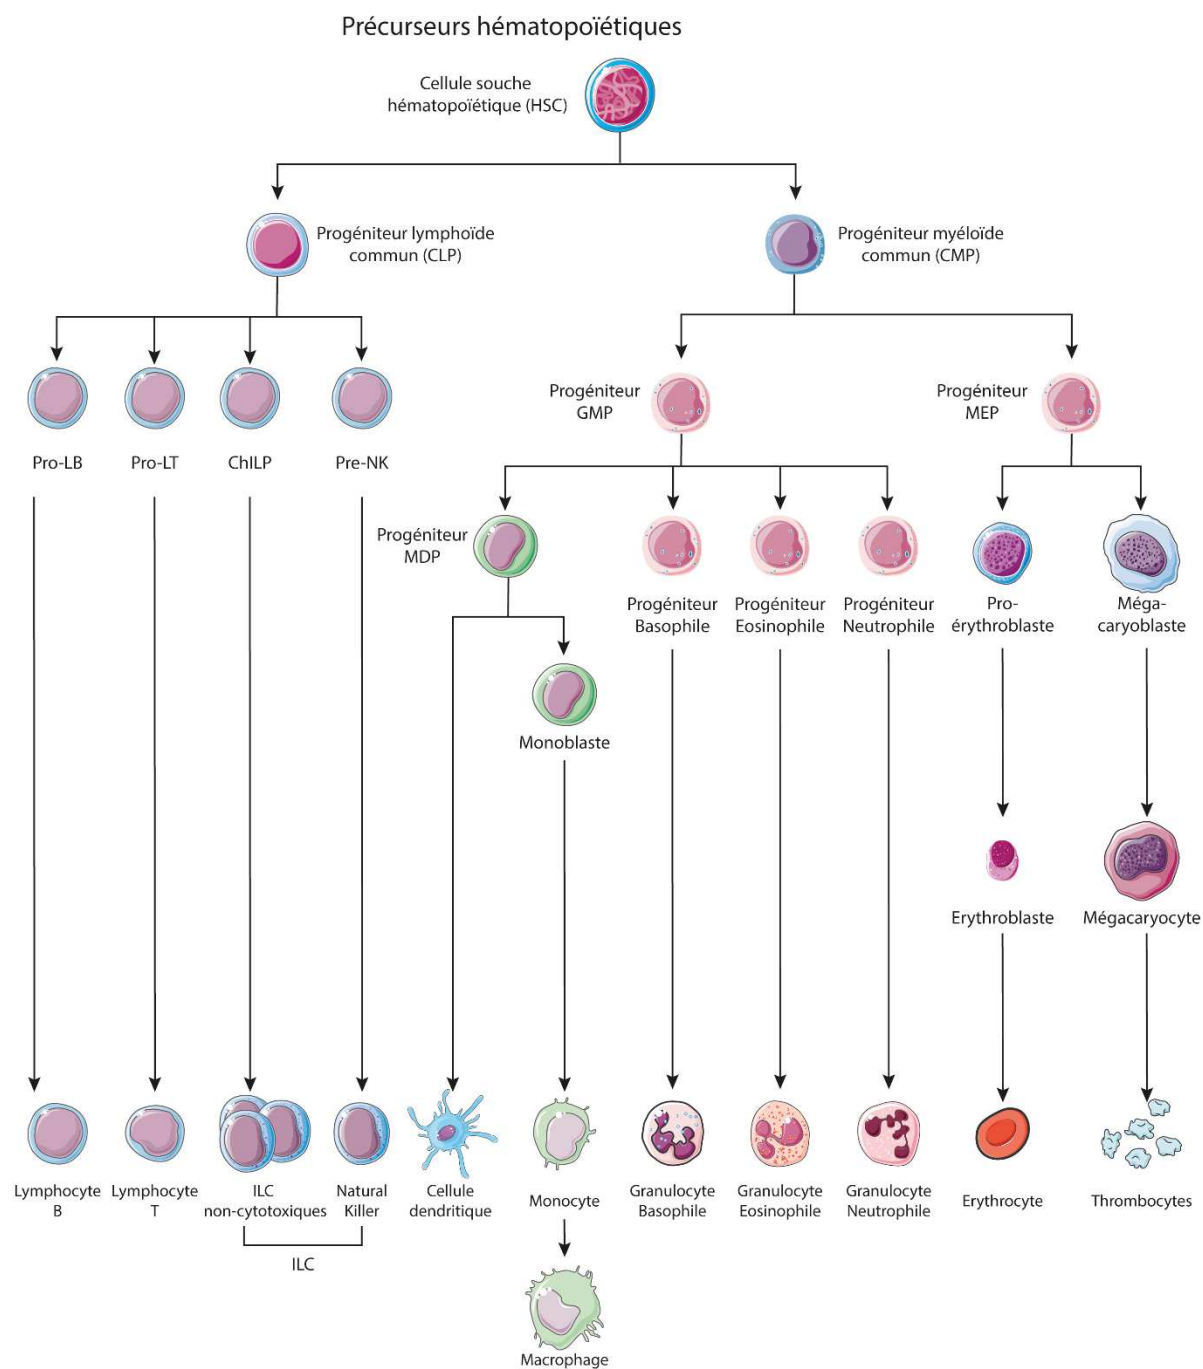 Précurseurs hématopoïétiques
Cellule souche
hématopoïétique (HSC)
Progéniteur lymphoïde
commun (CLP)
Progéniteur myéloïde
commun (CMP)
Pro-LB
Pro-LT
ChILP
Pre-NK
Progéniteur
GMP
Progéniteur
MEP
Progéniteur
MDP
Progéniteur
Basophile
Progéniteur
Eosinophile
Progéniteur
Neutrophile
Pro-
érythroblaste
Méga-
caryoblaste
Monoblaste
Erythroblaste
Mégacaryocyte
Lymphocyte
B
Lymphocyte
T
ILC
non-cytotoxiques
Natural
Killer
ILC
Cellule
dendritique
Monocyte
Granulocyte
Basophile
Granulocyte
Eosinophile
Granulocyte
Neutrophile
Erythrocyte
Thrombocytes
Macrophage